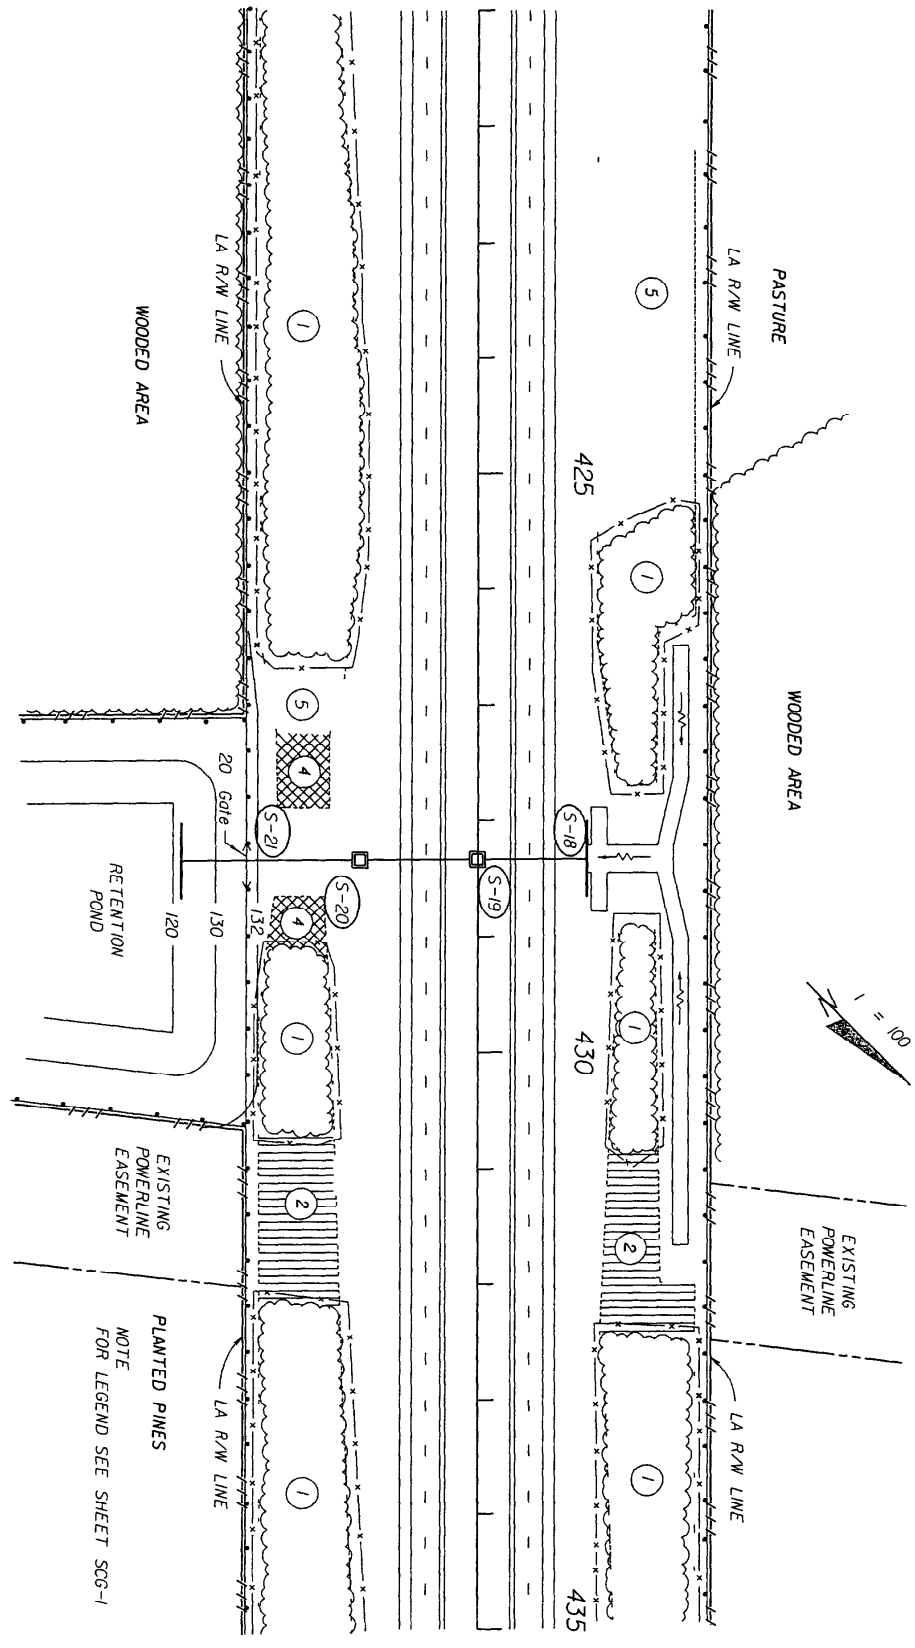 PASTURE
LA R/W LINE
WOODED AREA
1 = 100
EXISTING
POWERLINE
EASEMENT
LA R/W LINE
5
1
1
2
1
425
430
435
S-18
S-19
S-20
S-21
1
5
4
4
1
2
1
LA R/W LINE
20 Gate
132
130
120
RETENTION
POND
WOODED AREA
EXISTING
POWERLINE
EASEMENT
LA R/W LINE
PLANTED PINES
NOTE
FOR LEGEND SEE SHEET SCG-1